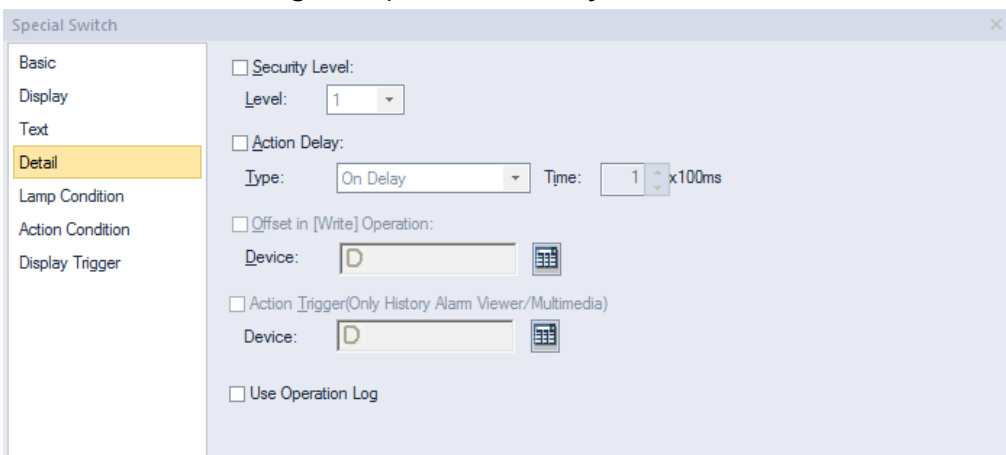 Special Switch
Basic
Display
Text
Detail
Lamp Condition
Action Condition
Display Trigger
Security Level:
Level: 1
Action Delay:
Type: On Delay Time: 1 x100ms
Offset in [Write] Operation:
Device: D
Action Trigger(Only History Alarm Viewer/Multimedia)
Device: D
Use Operation Log